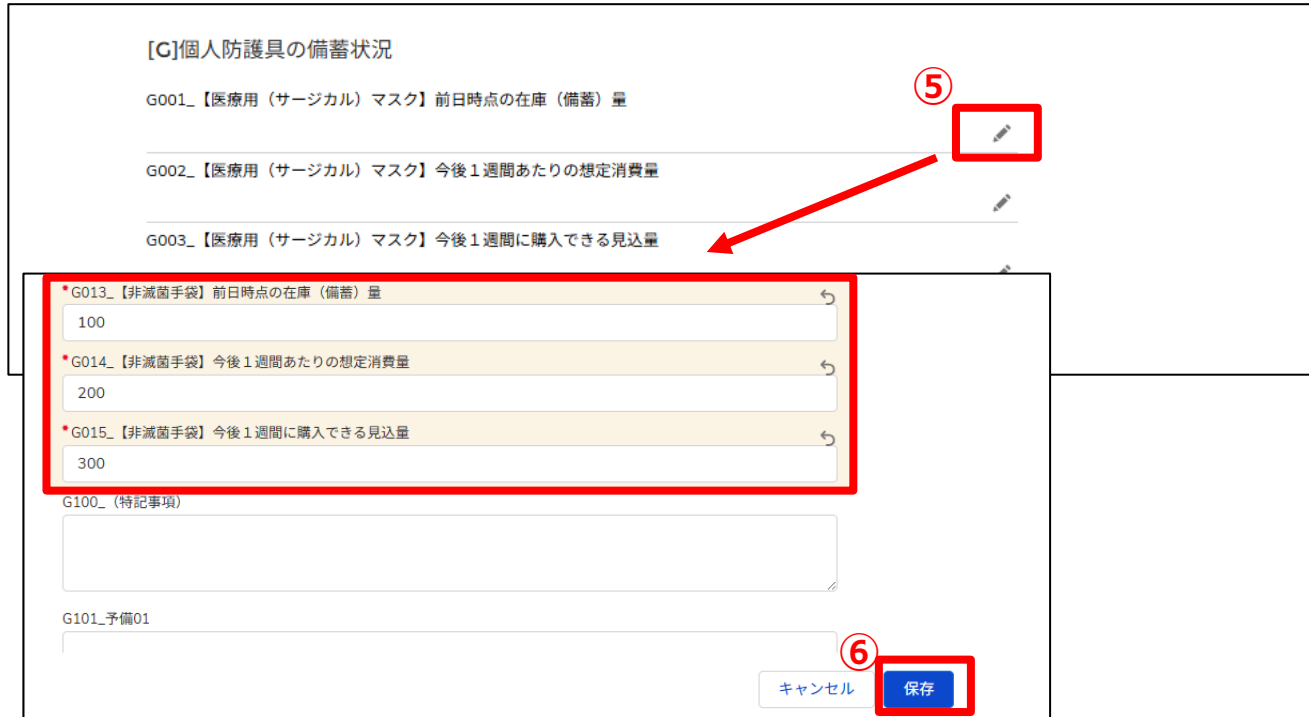 [G]個人防護具の備蓄状況
⑤
G001_【医療用（サージカル）マスク】前日時点の在庫（備蓄）量
G002_【医療用（サージカル）マスク】今後１週間あたりの想定消費量
G003_【医療用（サージカル）マスク】今後１週間に購入できる見込量
*G013_【非滅菌手袋】前日時点の在庫（備蓄）量
100
*G014_【非滅菌手袋】今後１週間あたりの想定消費量
200
*G015_【非滅菌手袋】今後１週間に購入できる見込量
300
G100_（特記事項）
G101_予備01
⑥
キャンセル 保存